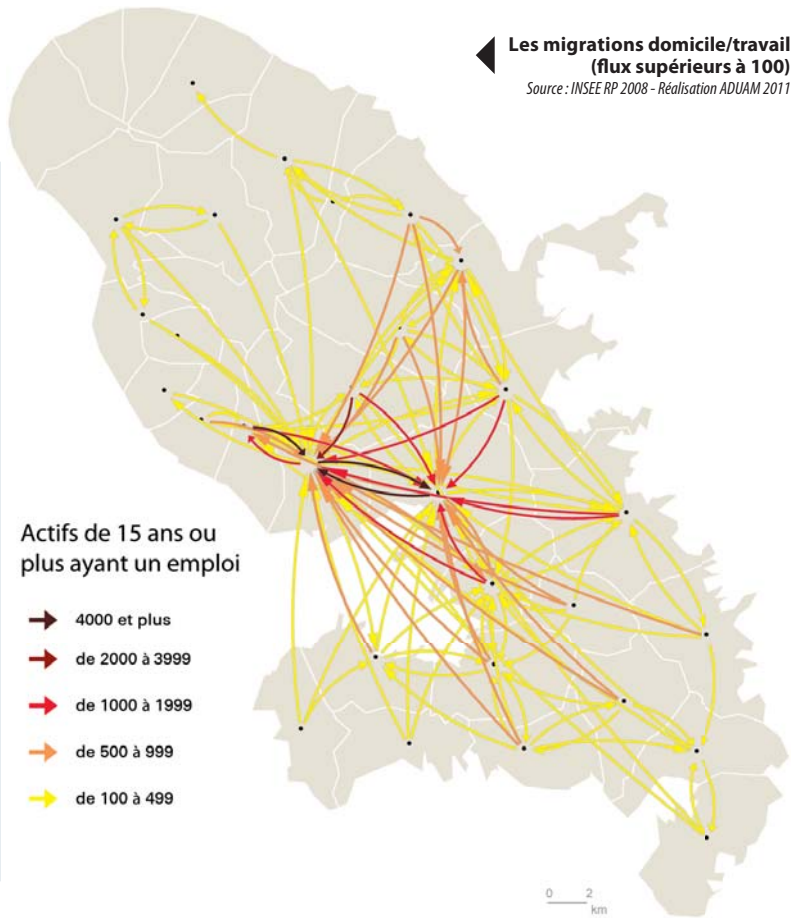 Les migrations domicile/travail
(flux supérieurs à 100)
Source : INSEE RP 2008 - Réalisation ADUAM 2011
Actifs de 15 ans ou
plus ayant un emploi
4000 et plus
de 2000 à 3999
de 1000 à 1999
de 500 à 999
de 100 à 499
0 2
km